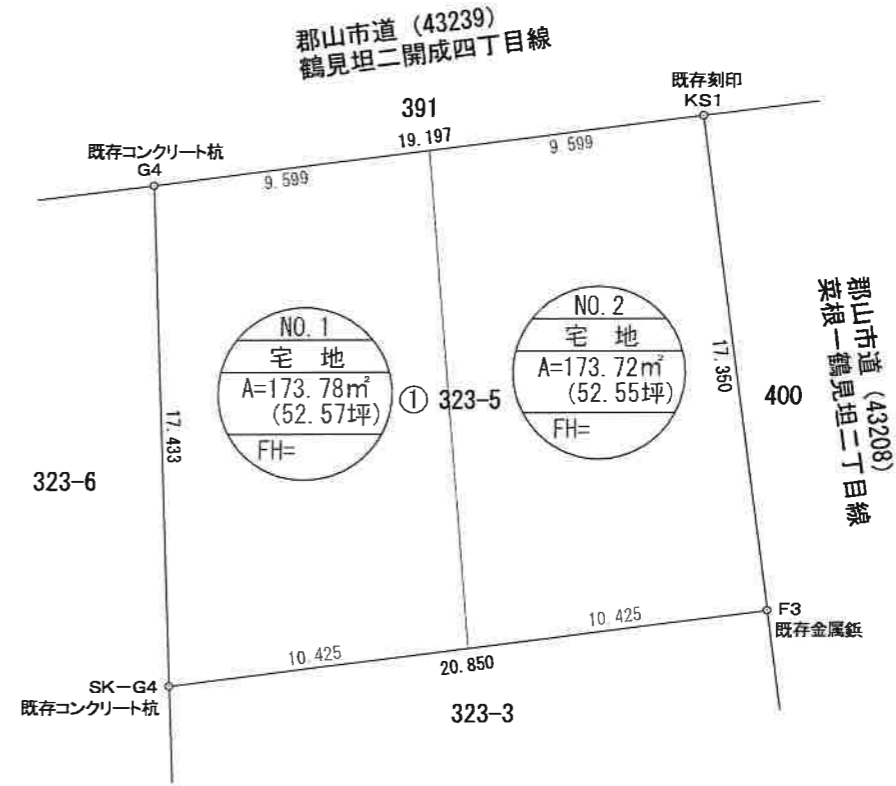 郡山市道 (43239)
鶴見坦二開成四丁目線
既存刻印
KS1
391
19.197
既存コンクリート杭
G4
9.599
9.599
NO.1
宅 地
A=173.78㎡
(52.57坪)
FH=
NO.2
宅 地
A=173.72㎡
(52.55坪)
FH=
① 323-5
17.433
17.350
400
郡山市道 (43208)
菜根一鶴見坦二丁目線
323-6
10.425
10.425
20.850
F3
既存金属鋲
SK-G4
既存コンクリート杭
323-3